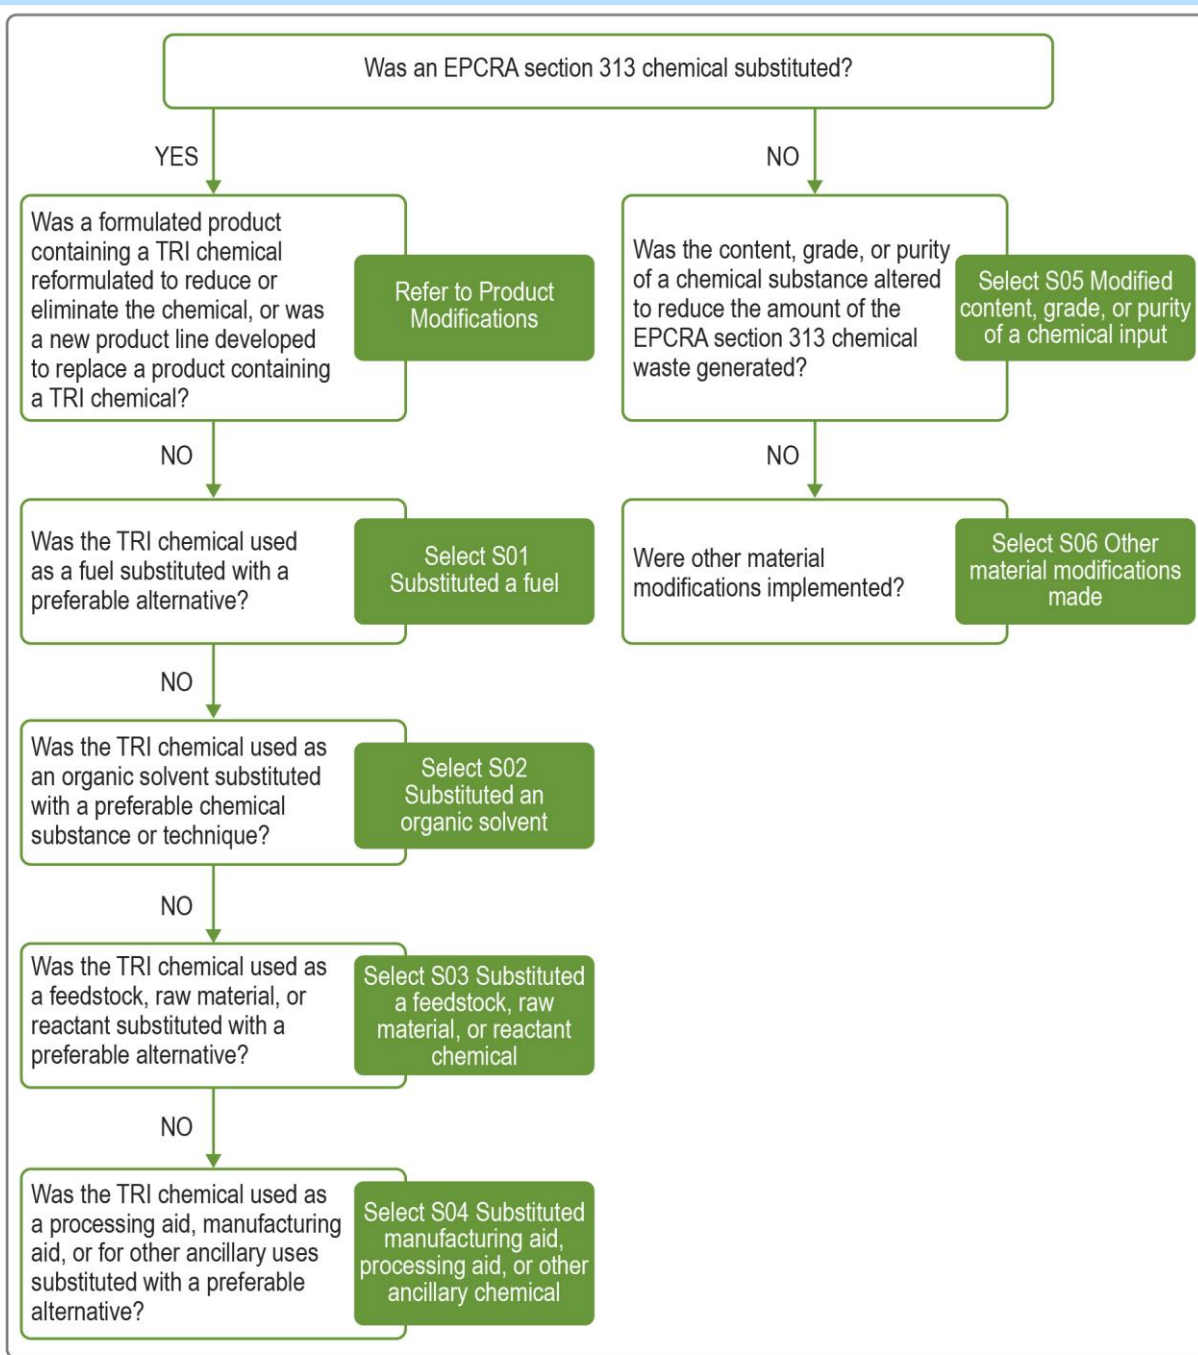 Was an EPCRA section 313 chemical substituted?
YES
NO
Was a formulated product
containing a TRI chemical
reformulated to reduce or
eliminate the chemical, or was
a new product line developed
to replace a product containing
a TRI chemical?
Refer to Product
Modifications
Was the content, grade, or purity
of a chemical substance altered
to reduce the amount of the
EPCRA section 313 chemical
waste generated?
Select S05 Modified
content, grade, or purity
of a chemical input
NO
NO
Was the TRI chemical used
as a fuel substituted with a
preferable alternative?
Select S01
Substituted a fuel
Were other material
modifications implemented?
Select S06 Other
material modifications
made
NO
Was the TRI chemical used as
an organic solvent substituted
with a preferable chemical
substance or technique?
Select S02
Substituted an
organic solvent
NO
Was the TRI chemical used as
a feedstock, raw material, or
reactant substituted with a
preferable alternative?
Select S03 Substituted
a feedstock, raw
material, or reactant
chemical
NO
Was the TRI chemical used as
a processing aid, manufacturing
aid, or for other ancillary uses
substituted with a preferable
alternative?
Select S04 Substituted
manufacturing aid,
processing aid, or other
ancillary chemical